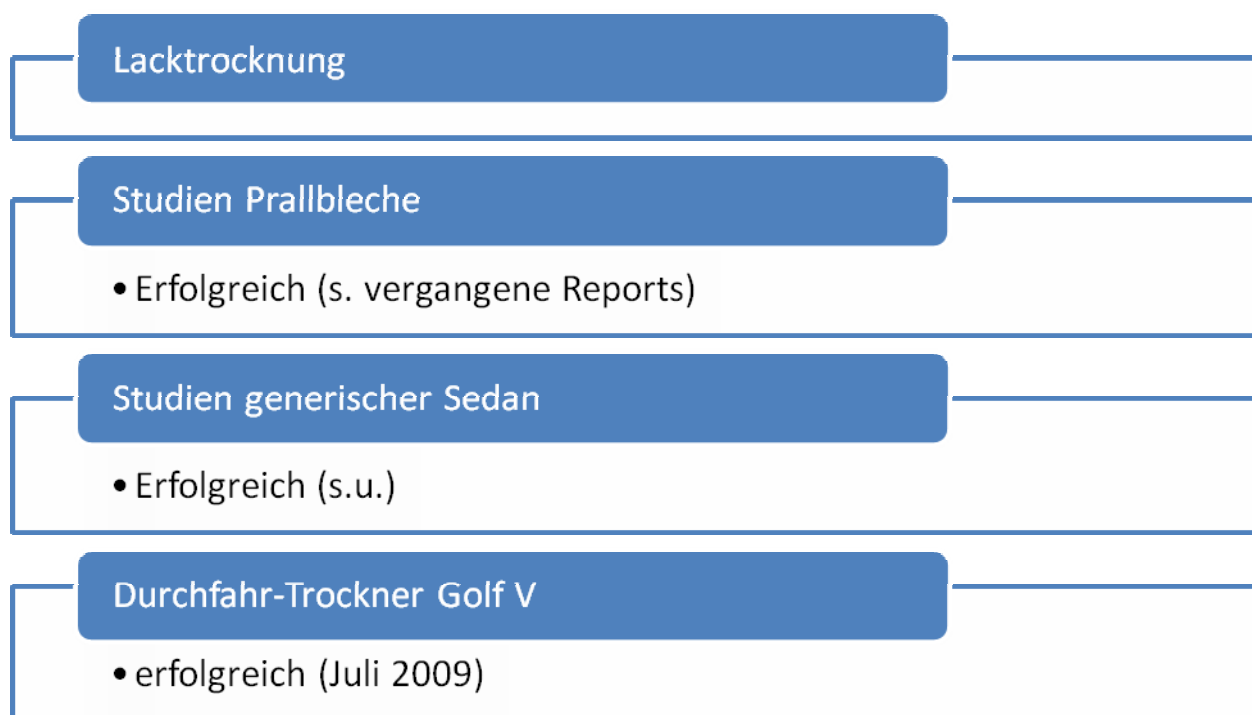 Lacktrocknung
Studien Prallbleche
• Erfolgreich (s. vergangene Reports)
Studien generischer Sedan
• Erfolgreich (s.u.)
Durchfahr-Trockner Golf V
• erfolgreich (Juli 2009)